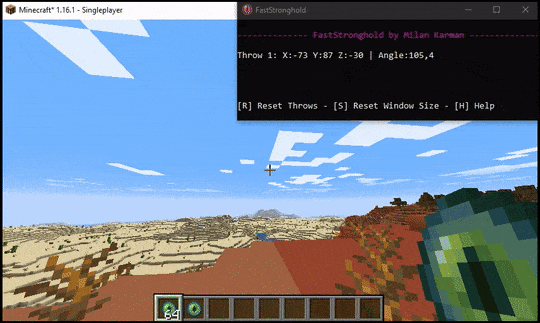 Minecraft* 1.16.1 - Singleplayer
FastStronghold
FastStronghold by Milan Karman
Throw 1: X:-73 Y:87 Z:-30 | Angle:105,4
[R] Reset Throws - [S] Reset Window Size - [H] Help
64